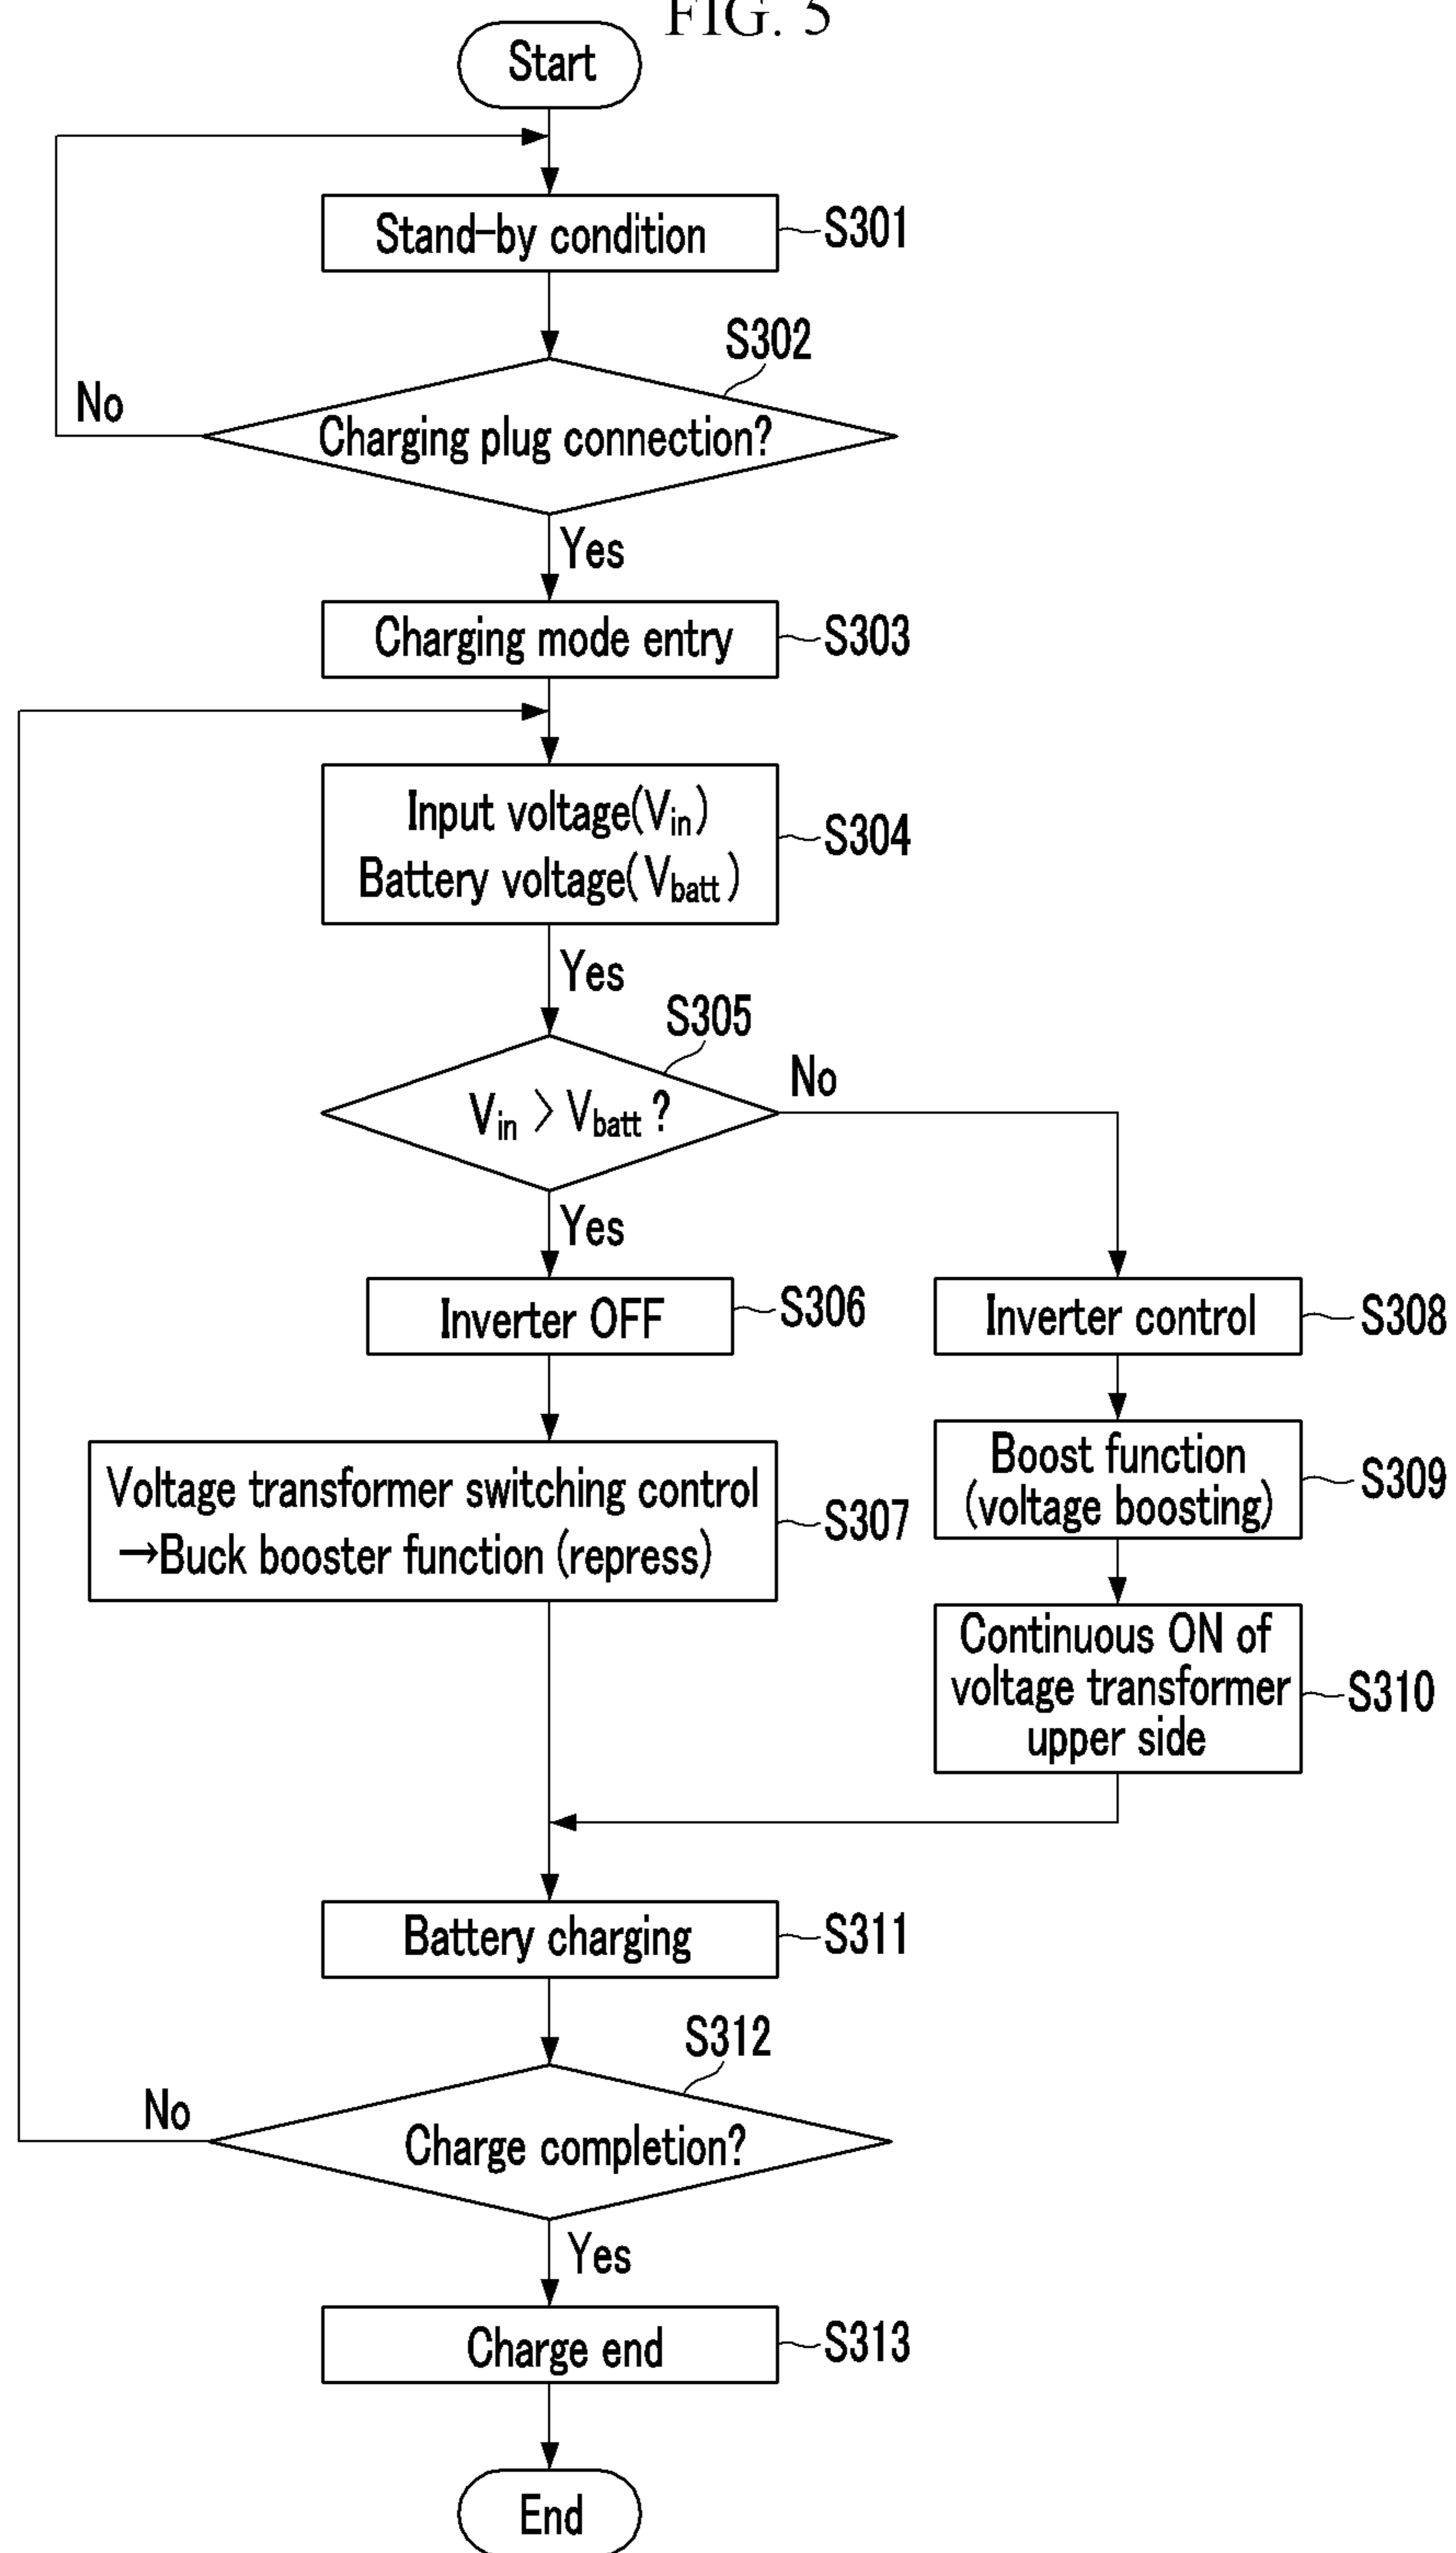 FIG. 5
Start
Stand-by condition
S301
S302
No
Charging plug connection?
Yes
Charging mode entry
S303
Input voltage(Vin)
Battery voltage(Vbatt)
S304
Yes
S305
Vin > Vbatt ?
No
Yes
Inverter OFF
S306
Inverter control
S308
Voltage transformer switching control
→Buck booster function (repress)
S307
Boost function
(voltage boosting)
S309
Continuous ON of
voltage transformer
upper side
S310
Battery charging
S311
S312
No
Charge completion?
Yes
Charge end
S313
End